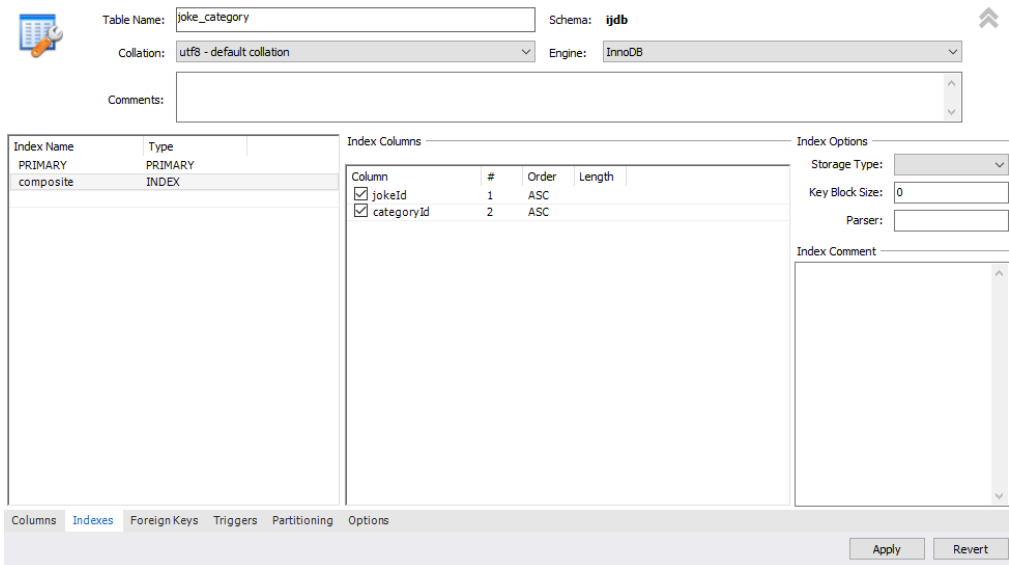 Table Name: joke_category Schema: ijdb
Collation: utf8 - default collation Engine: InnoDB
Comments:
Index Name Type
PRIMARY PRIMARY
composite INDEX
Index Columns
Column # Order Length
jokeId 1 ASC
categoryId 2 ASC
Index Options
Storage Type:
Key Block Size: 0
Parser:
Index Comment
Columns Indexes Foreign Keys Triggers Partitioning Options
Apply Revert